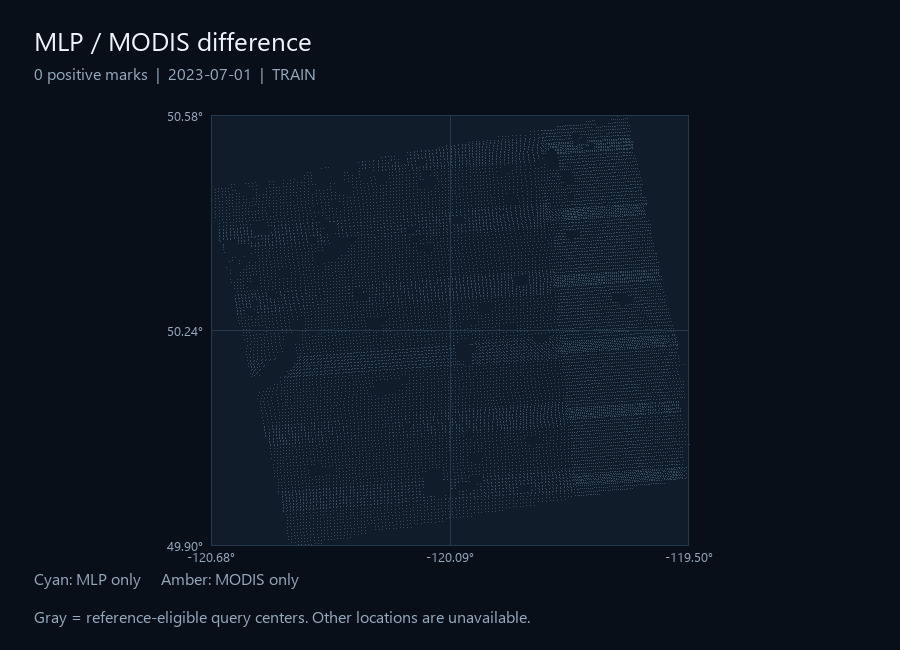 MLP / MODIS difference
0 positive marks | 2023-07-01 | TRAIN
50.58°
50.24°
49.90°
-120.68° -120.09° -119.50°
Cyan: MLP only Amber: MODIS only
Gray = reference-eligible query centers. Other locations are unavailable.